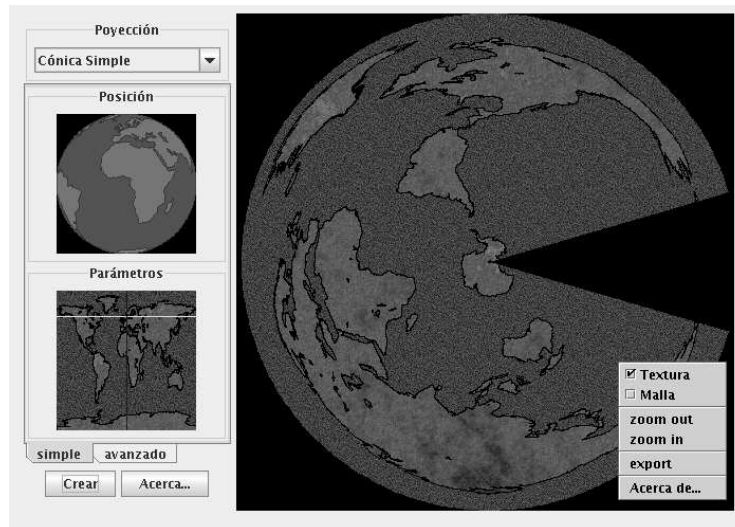 Poyección
Cónica Simple
Posición
Parámetros
simple avanzado
Crear Acerca...
Textura
Malla
zoom out
zoom in
export
Acerca de...